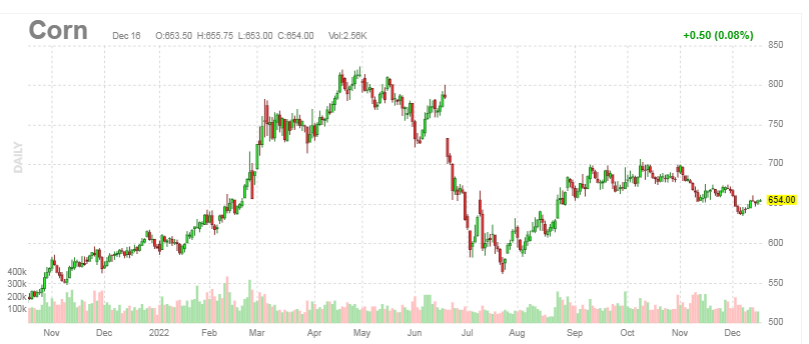 Corn Dec 16 O:653.50 H:655.75 L:653.00 C:654.00 Vol:2.56K +0.50 (0.08%)
850
800
750
700
654.00
600
550
500
DAILY
400k
300k
200k
100k
Nov Dec 2022 Feb Mar Apr May Jun Jul Aug Sep Oct Nov Dec